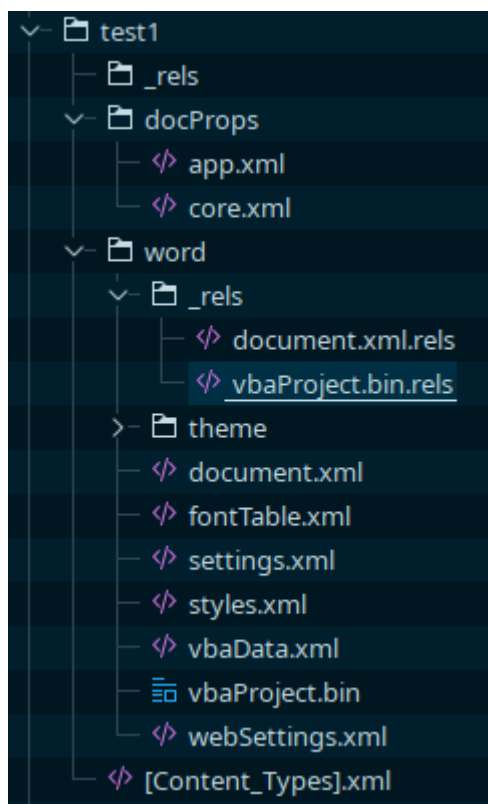 test1
_rels
docProps
app.xml
core.xml
word
_rels
document.xml.rels
vbaProject.bin.rels
theme
document.xml
fontTable.xml
settings.xml
styles.xml
vbaData.xml
vbaProject.bin
webSettings.xml
[Content_Types].xml